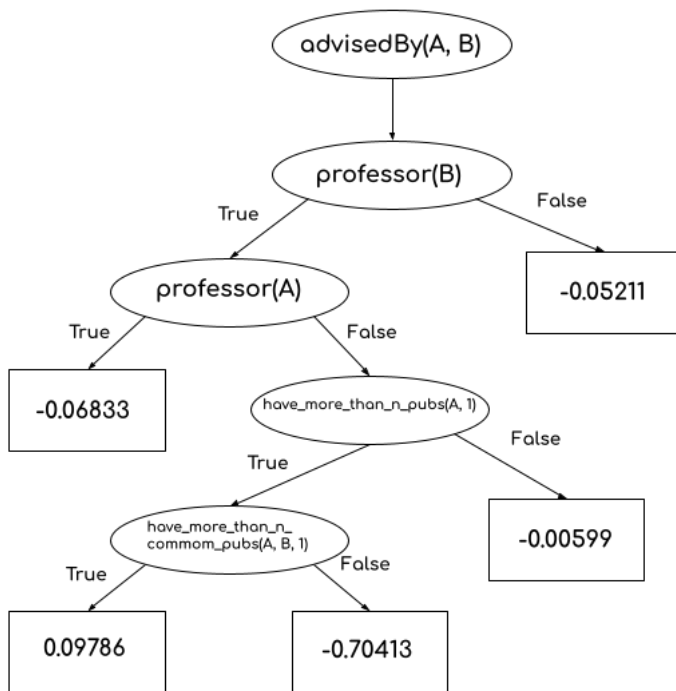 advisedBy(A, B)
professor(B)
True
False
professor(A)
-0.05211
True
False
-0.06833
have_more_than_n_pubs(A, 1)
True
False
have_more_than_n_
commom_pubs(A, B, 1)
-0.00599
True
False
0.09786
-0.70413